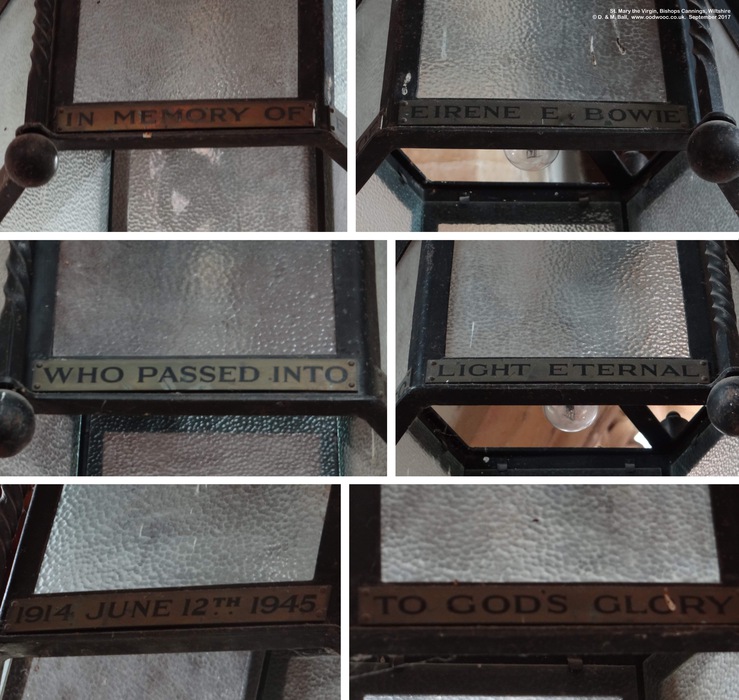 St. Mary the Virgin, Bishops Cannings, Wiltshire
© D. & M. Ball, www.oodwooc.co.uk September 2017
IN MEMORY OF
EIRENE E. BOWIE
WHO PASSED INTO
"LIGHT ETERNAL"
1914 JUNE 12TH 1945
TO GOD'S GLORY